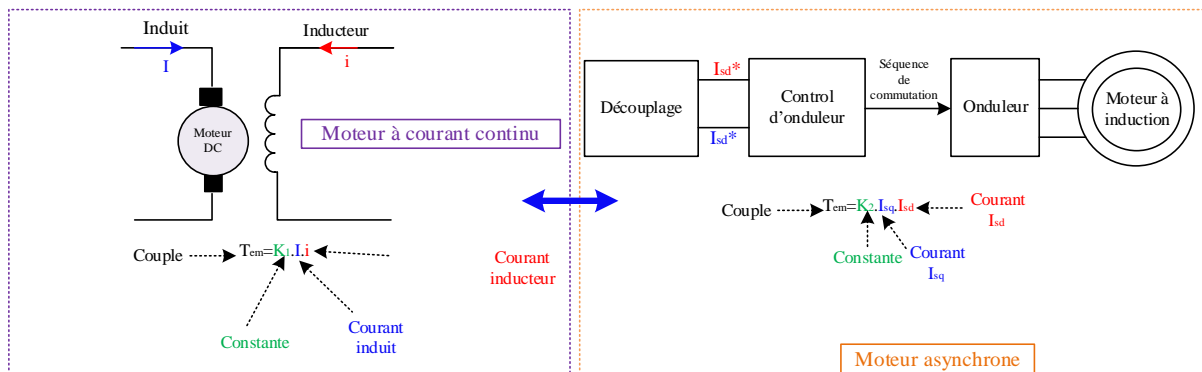 Induit
I
Inducteur
i
Moteur
DC
Moteur à courant continu
Couple
Tem=K1.I.i
Constante
Courant
induit
Courant
inducteur
Découplage
Isd*
Isd*
Control
d'onduleur
Séquence
de
commutation
Onduleur
Moteur à
induction
Couple
Tem=K2.Isq.Isd
Courant
Isd
Constante
Courant
Isq
Moteur asynchrone